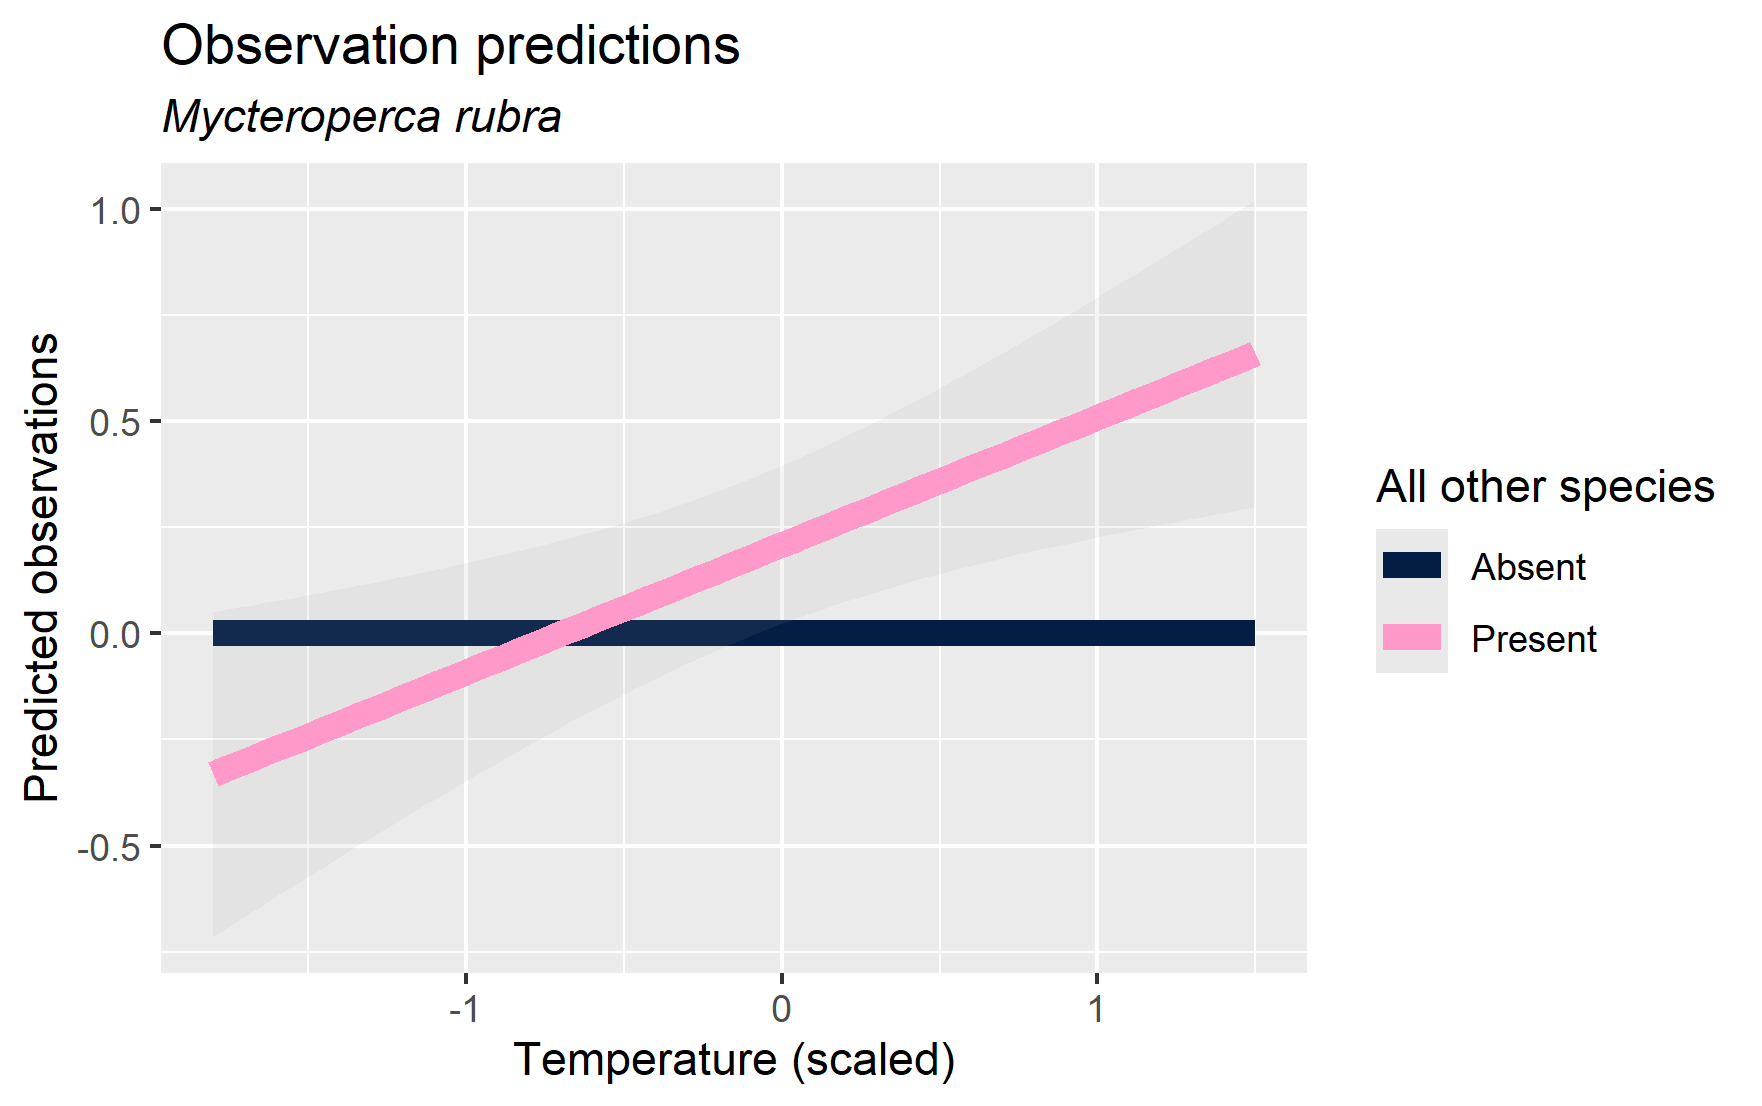 Observation predictions
Mycteroperca rubra
1.0
0.5
0.0
-0.5
Predicted observations
-1
0
1
Temperature (scaled)
All other species
Absent
Present